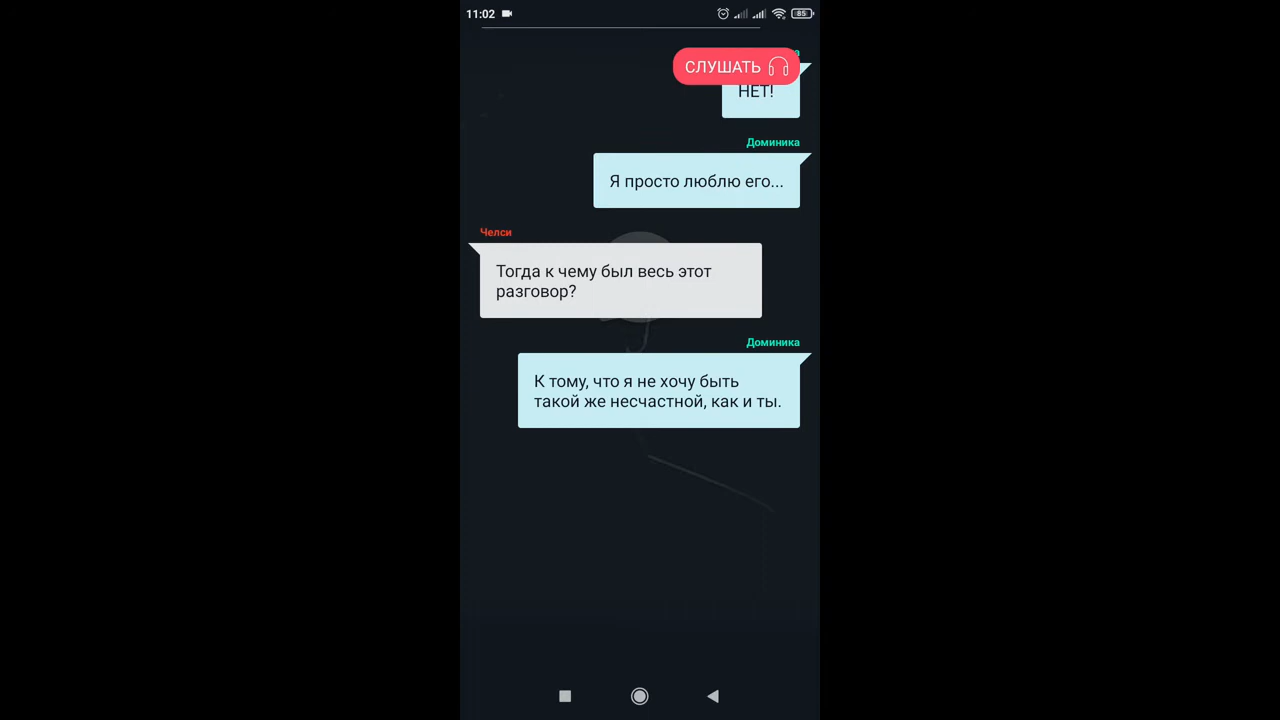 11:02
85
СЛУШАТЬ
НЕТ!
Доминика
Я просто люблю его...
Челси
Тогда к чему был весь этот
разговор?
Доминика
К тому, что я не хочу быть
такой же несчастной, как и ты.